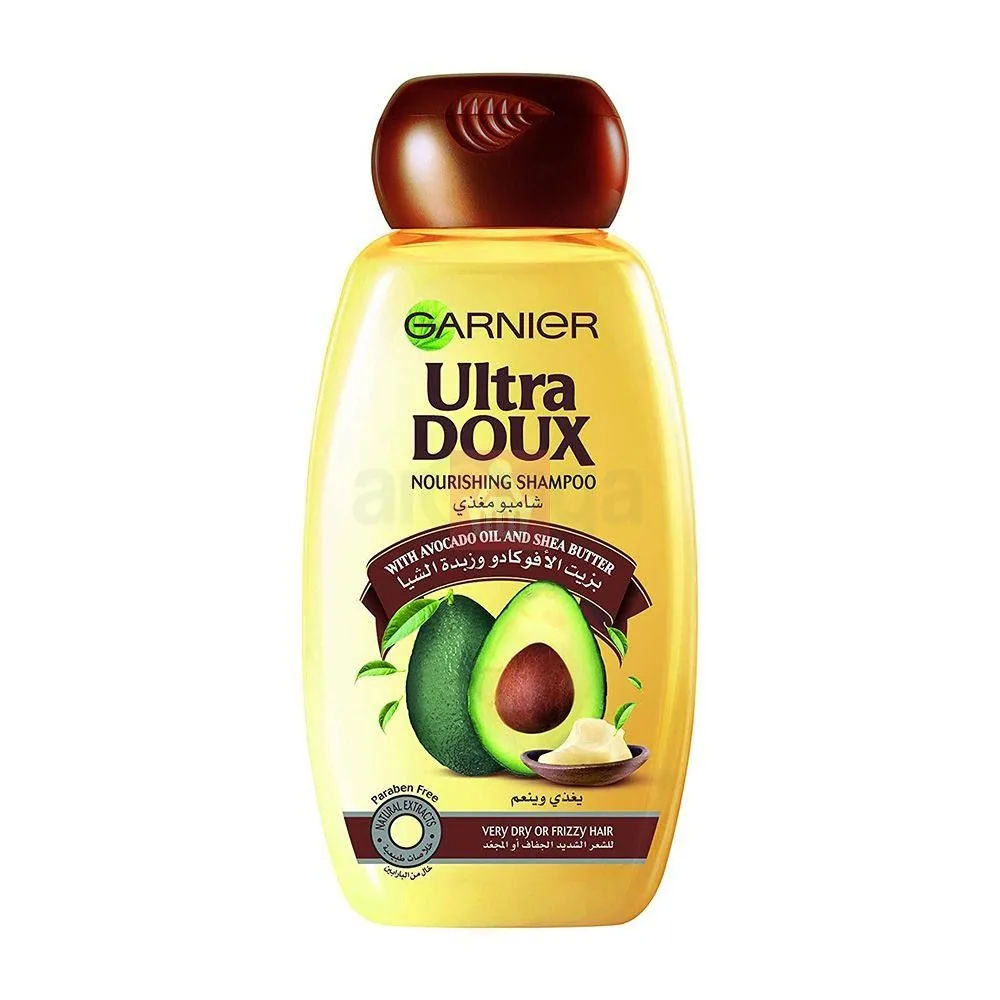 GARNIER
Ultra
DOUX
NOURISHING SHAMPOO
شامبو مغذي
WITH AVOCADO OIL AND SHEA BUTTER
بزيت الأفوكادو وزبدة الشيا
يغذي وينعم
Paraben Free
NATURAL EXTRACTS
خلاصات طبيعية
خال من البارابين
VERY DRY OR FRIZZY HAIR
للشعر الشديد الجفاف أو المجعّد